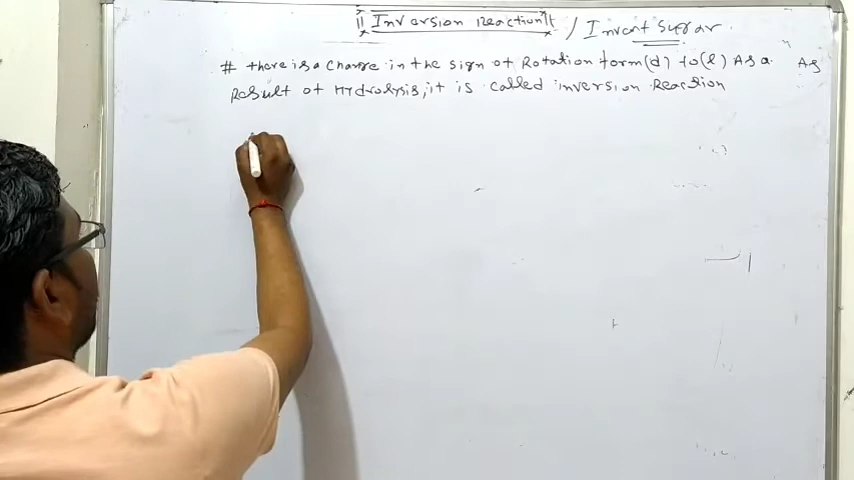 Inversion reaction / Invert Sugar
# there is a change in the sign of Rotation form (d) to (l) As a As
Result of Hydrolysis, it is called inversion Reaction